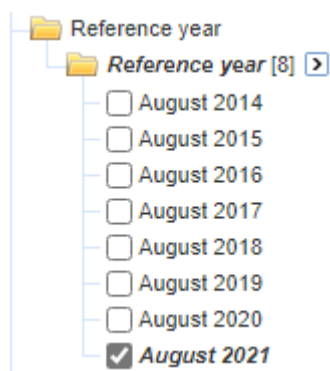 Reference year
Reference year [8]
August 2014
August 2015
August 2016
August 2017
August 2018
August 2019
August 2020
August 2021